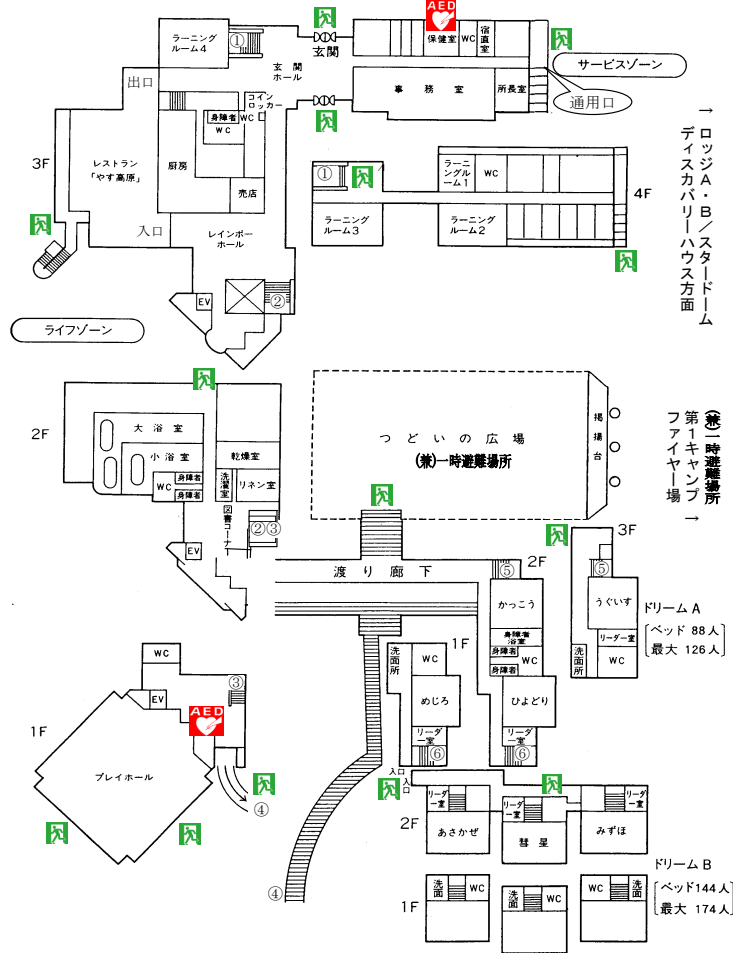 ラーニング
ルーム4
①
玄関
玄関
ホール
AED
保健室
WC
宿直室
サービスゾーン
事務室
所長室
通用口
出口
コイン
ロッカー
身障者
WC
WC
3F
レストラン
「やす高原」
厨房
売店
入口
レインボー
ホール
EV
②
ライフゾーン
①
ラーニング
ルーム1
WC
4F
ラーニング
ルーム3
ラーニング
ルーム2
→ ロッジA・B/スタードーム
ディスカバリーハウス方面
2F
大浴室
小浴室
WC
身障者
身障者
乾燥室
洗濯室
リネン室
図書コーナー
②③
EV
つどいの広場
(兼)一時避難場所
掲揚台
(兼)一時避難場所
第1キャンプ
ファイヤー場 →
渡り廊下
2F
⑤
かっこう
身障者
浴室
身障者
身障者
WC
ひよどり
リーダー室
⑥
3F
⑤
うぐいす
リーダー室
洗面所
WC
ドリームA
ベッド 88人
最大 126人
1F
洗面所
WC
めじろ
リーダー室
⑥
入口
入口
WC
③
EV
AED
1F
プレイホール
④
④
2F
リーダー室
あさかぜ
リーダー室
彗星
リーダー室
みずほ
ドリームB
ベッド144人
最大 174人
1F
洗面
WC
洗面
WC
WC
洗面